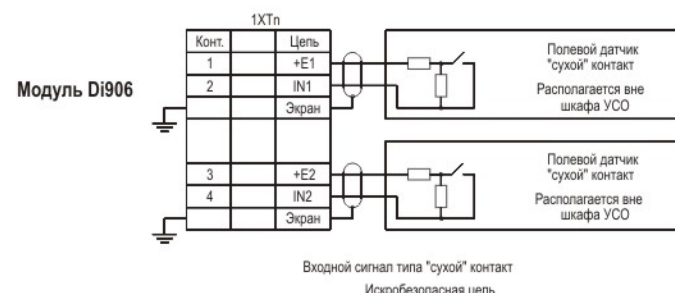 1XTn
Конт. Цепь
1 +E1
2 IN1
Экран
3 +E2
4 IN2
Экран
Модуль Di906
Полевой датчик
"сухой" контакт
Располагается вне
шкафа УСО
Полевой датчик
"сухой" контакт
Располагается вне
шкафа УСО
Входной сигнал типа "сухой" контакт
Искробезопасная цепь